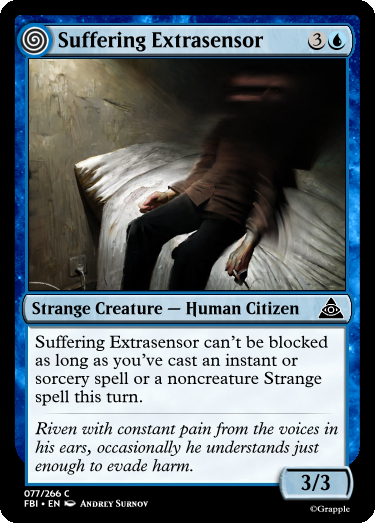 Suffering Extrasensor 3
Strange Creature — Human Citizen
Suffering Extrasensor can't be blocked
as long as you've cast an instant or
sorcery spell or a noncreature Strange
spell this turn.
Riven with constant pain from the voices in
his ears, occasionally he understands just
enough to evade harm.
3/3
077/266 C
FBI • EN Andrey Surnov
©Grapple